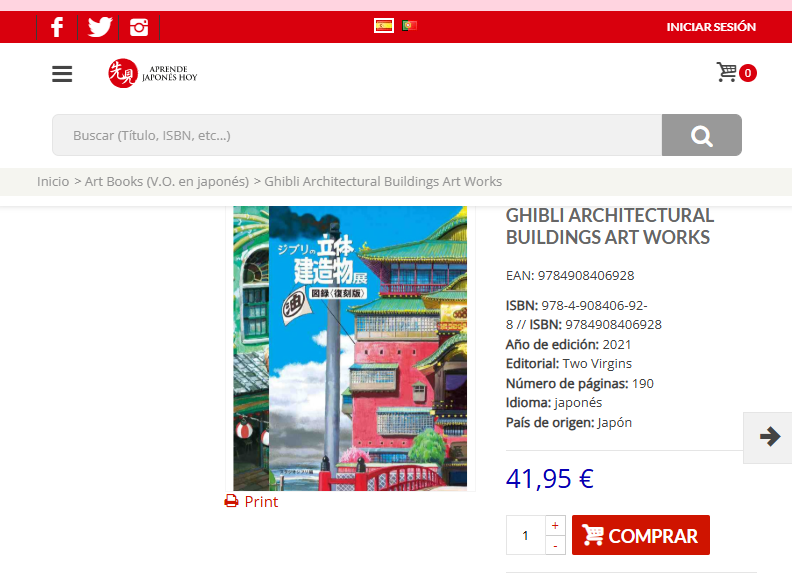 INICIAR SESIÓN
先見 APRENDE
JAPONÉS HOY
0
Buscar (Título, ISBN, etc...)
Inicio > Art Books (V.O. en japonés) > Ghibli Architectural Buildings Art Works
ジブリの立体
建造物展
図録〈復刻版〉
油
Print
GHIBLI ARCHITECTURAL
BUILDINGS ART WORKS
EAN: 9784908406928
ISBN: 978-4-908406-92-
8 // ISBN: 9784908406928
Año de edición: 2021
Editorial: Two Virgins
Número de páginas: 190
Idioma: japonés
País de origen: Japón
41,95 €
1
+
-
COMPRAR